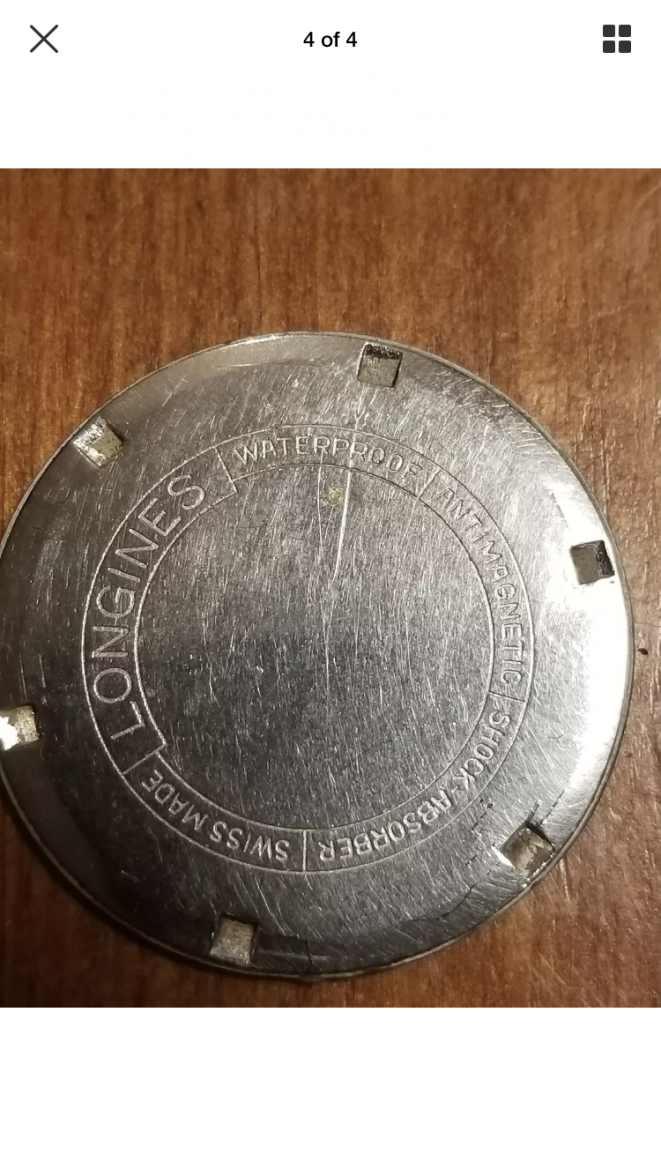 4 of 4
LONGINES
WATERPROOF
ANTIMAGNETIC
SHOCK-ABSORBER
SWISS MADE